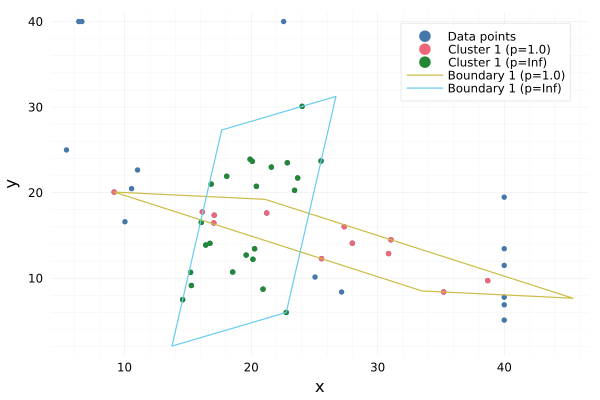 40
30
20
10
y
10
20
30
40
x
Data points
Cluster 1 (p=1.0)
Cluster 1 (p=Inf)
Boundary 1 (p=1.0)
Boundary 1 (p=Inf)